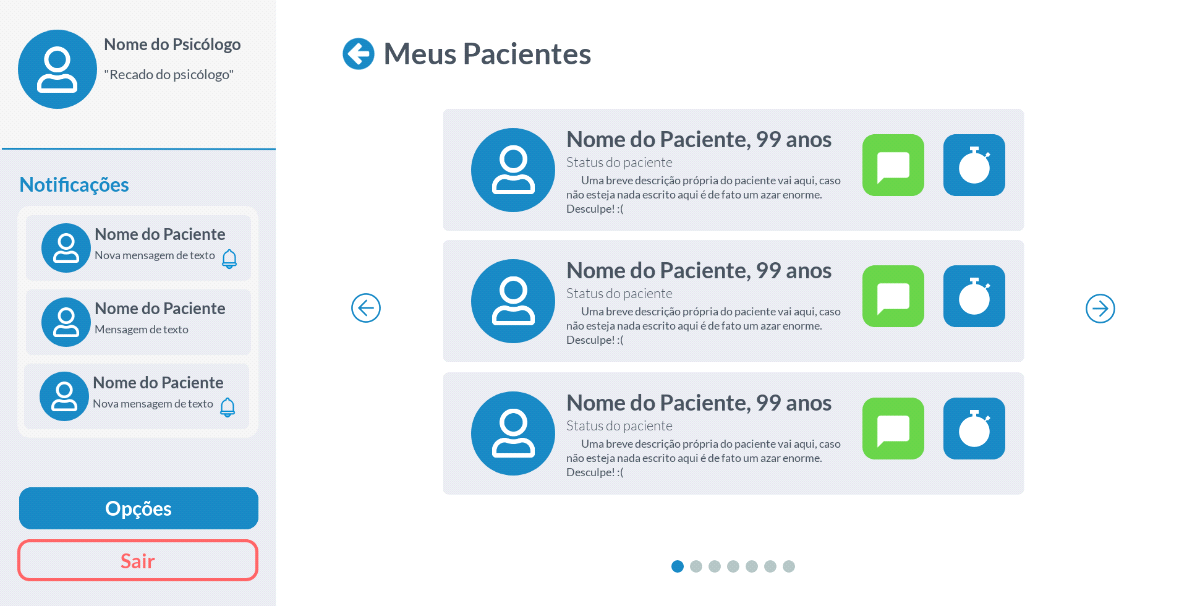 Nome do Psicólogo
"Recado do psicólogo"
Notificações
Nome do Paciente
Nova mensagem de texto
Nome do Paciente
Mensagem de texto
Nome do Paciente
Nova mensagem de texto
Opções
Sair
Meus Pacientes
Nome do Paciente, 99 anos
Status do paciente
Uma breve descrição própria do paciente vai aqui, caso
não esteja nada escrito aqui é de fato um azar enorme.
Desculpe! :(
Nome do Paciente, 99 anos
Status do paciente
Uma breve descrição própria do paciente vai aqui, caso
não esteja nada escrito aqui é de fato um azar enorme.
Desculpe! :(
Nome do Paciente, 99 anos
Status do paciente
Uma breve descrição própria do paciente vai aqui, caso
não esteja nada escrito aqui é de fato um azar enorme.
Desculpe! :(